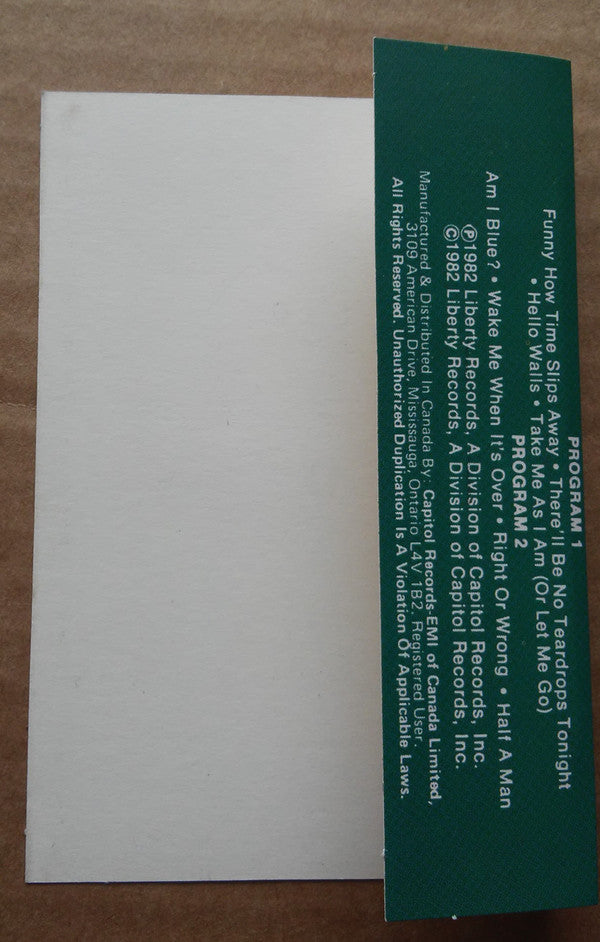 PROGRAM 1
Funny How Time Slips Away • There'll Be No Teardrops Tonight
• Hello Walls • Take Me As I Am (Or Let Me Go)
PROGRAM 2
Am I Blue? • Wake Me When It's Over • Right Or Wrong • Half A Man
Ⓟ1982 Liberty Records, A Division of Capitol Records, Inc.
©1982 Liberty Records, A Division of Capitol Records, Inc.
Manufactured & Distributed In Canada By: Capitol Records-EMI of Canada Limited,
3109 American Drive, Mississauga, Ontario L4V 1B2. Registered User.
All Rights Reserved. Unauthorized Duplication Is A Violation Of Applicable Laws.